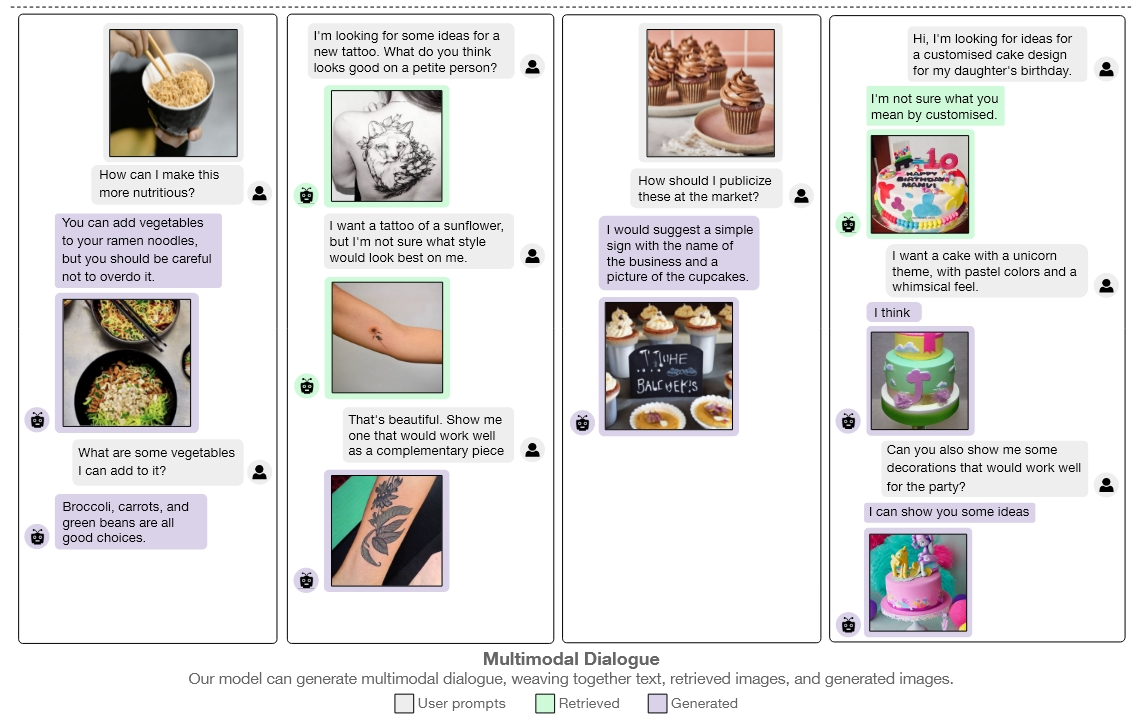 How can I make this
more nutritious?
You can add vegetables
to your ramen noodles,
but you should be careful
not to overdo it.
What are some vegetables
I can add to it?
Broccoli, carrots, and
green beans are all
good choices.
I'm looking for some ideas for a
new tattoo. What do you think
looks good on a petite person?
I want a tattoo of a sunflower,
but I'm not sure what style
would look best on me.
That's beautiful. Show me
one that would work well
as a complementary piece
How should I publicize
these at the market?
I would suggest a simple
sign with the name of
the business and a
picture of the cupcakes.
Hi, I'm looking for ideas for
a customised cake design
for my daughter's birthday.
I'm not sure what you
mean by customised.
10
HAPPY
BIRTHDAY
I want a cake with a unicorn
theme, with pastel colors and a
whimsical feel.
I think
Can you also show me some
decorations that would work well
for the party?
I can show you some ideas
Multimodal Dialogue
Our model can generate multimodal dialogue, weaving together text, retrieved images, and generated images.
User prompts
Retrieved
Generated